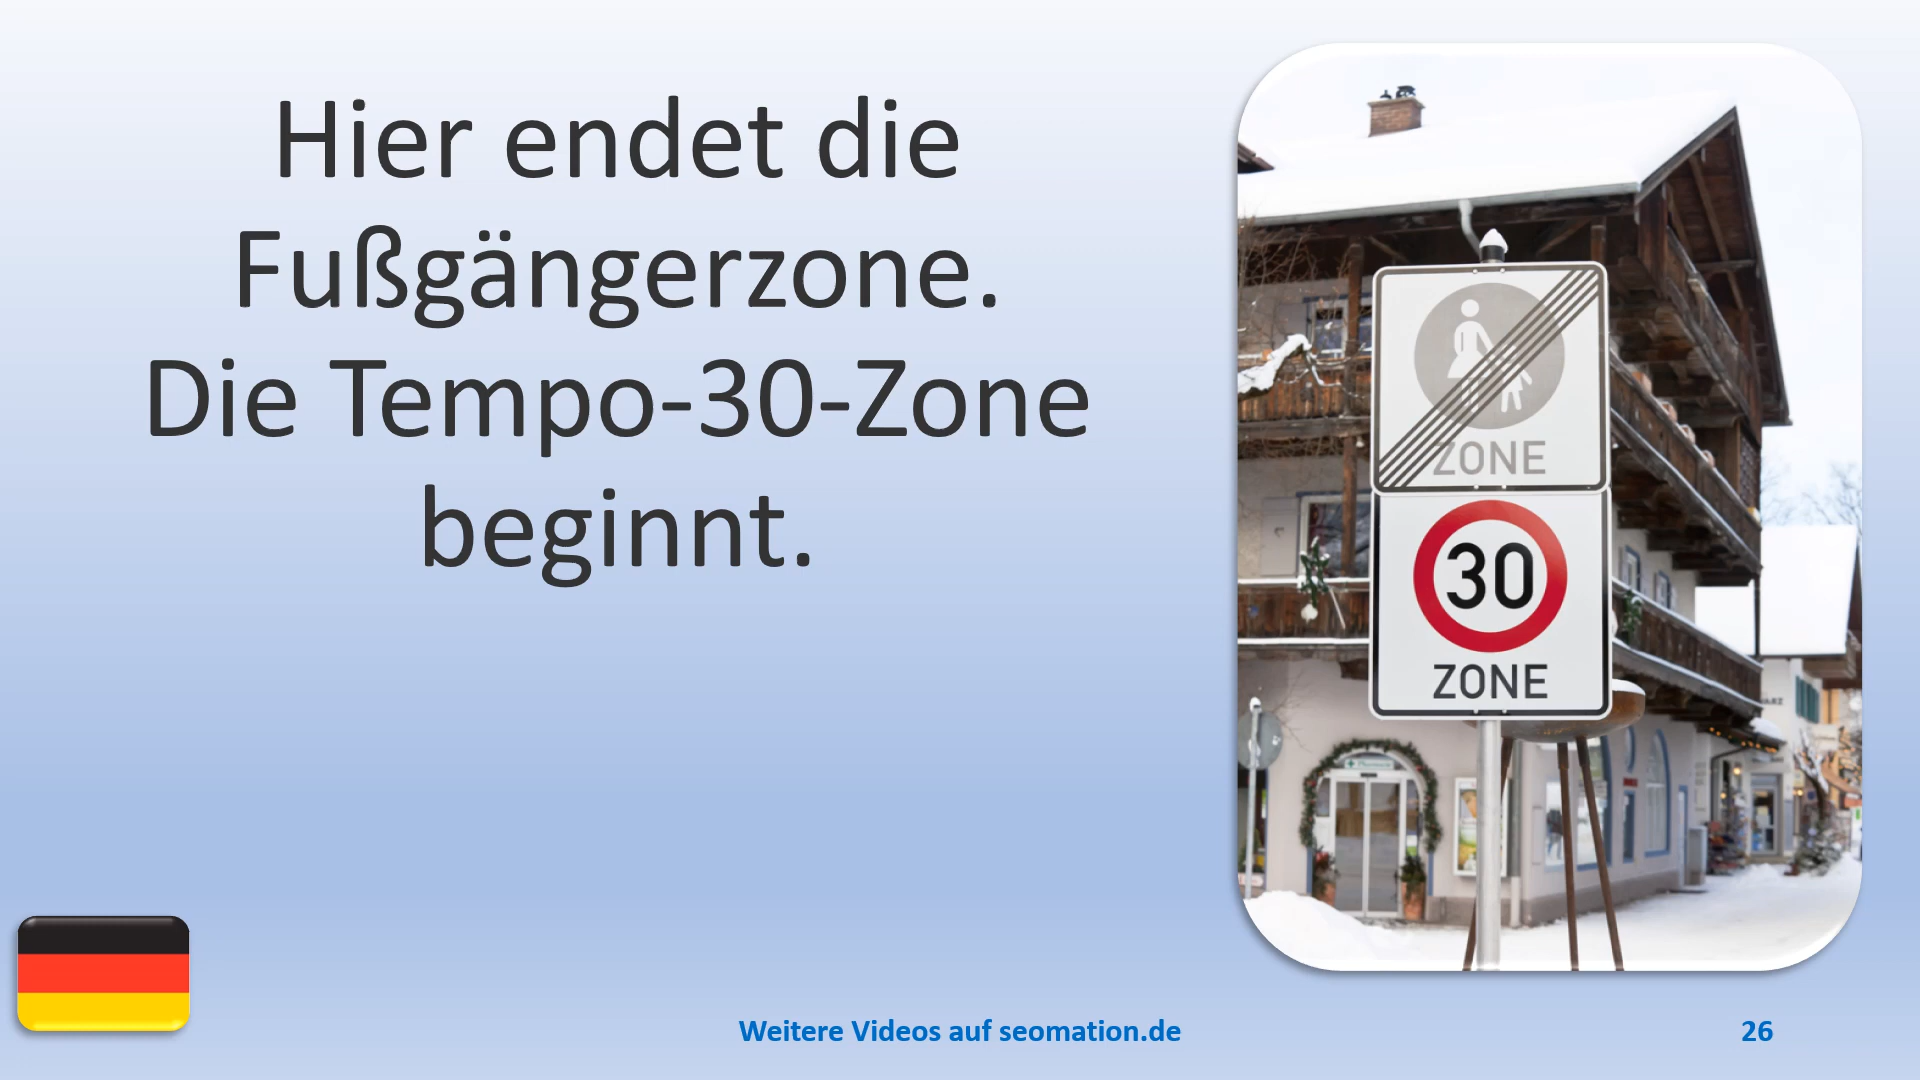 Hier endet die
Fußgängerzone.
Die Tempo-30-Zone
beginnt.
ZONE
30
ZONE
Weitere Videos auf seomation.de
26